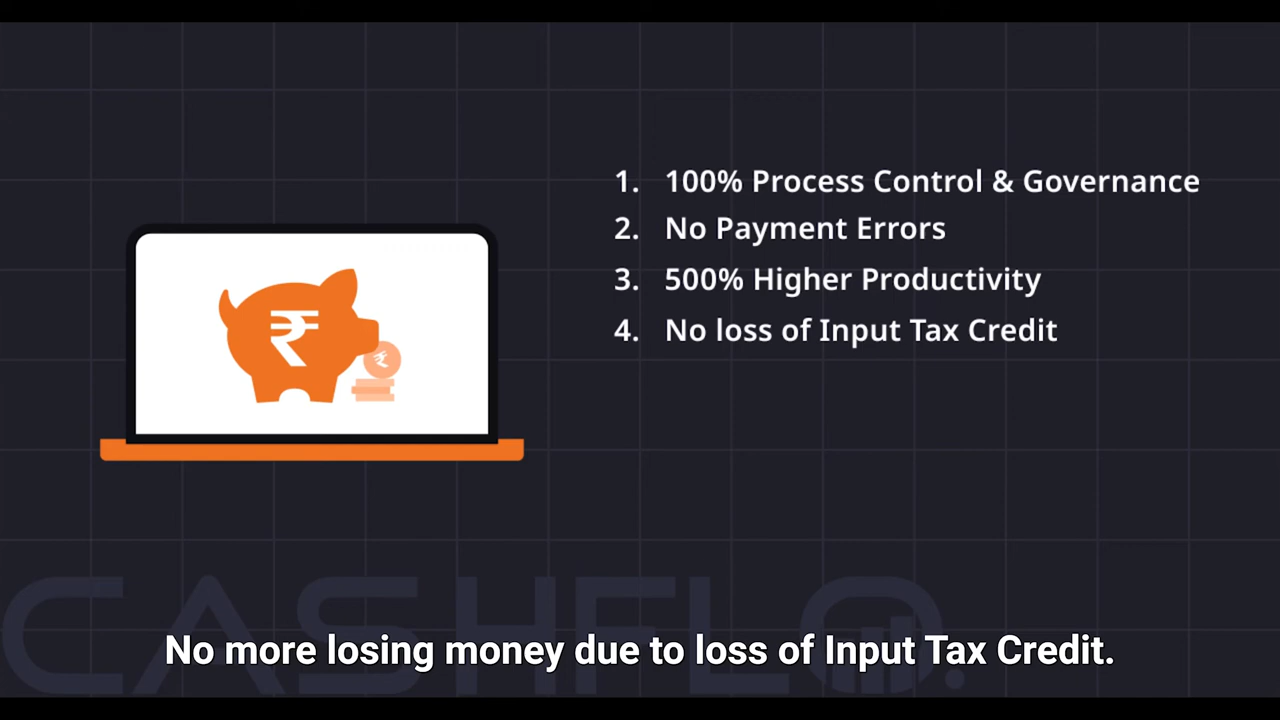 1. 100% Process Control & Governance
2. No Payment Errors
3. 500% Higher Productivity
4. No loss of Input Tax Credit
₹
₹
CASHFLO.
No more losing money due to loss of Input Tax Credit.